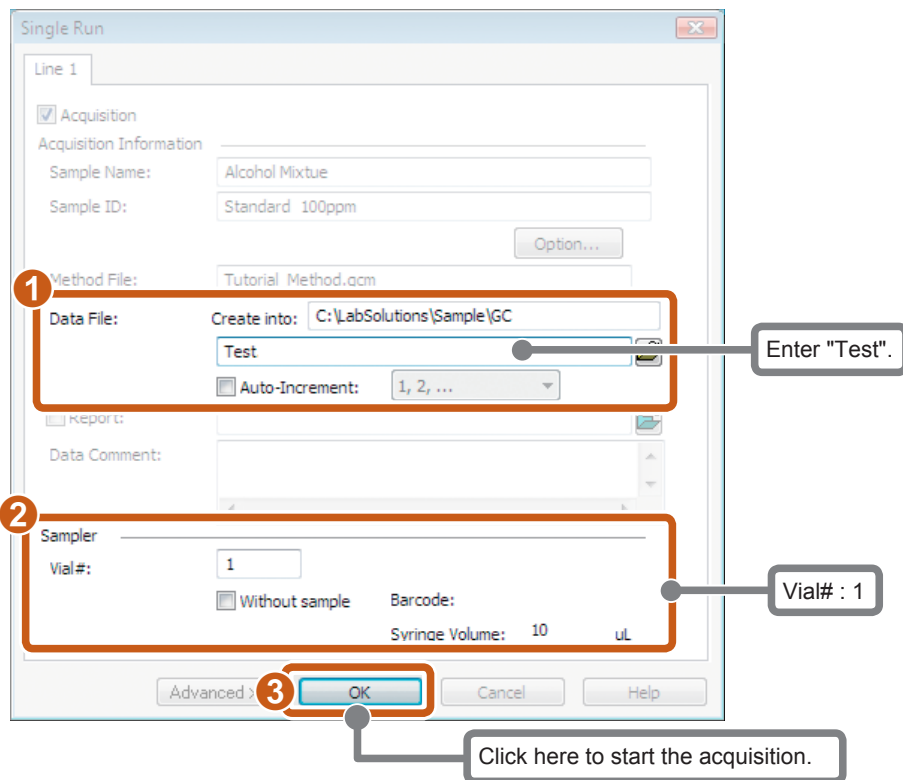 Single Run
Line 1
Acquisition
Acquisition Information
Sample Name: Alcohol Mixtue
Sample ID: Standard 100ppm
Option...
Method File: Tutorial Method.gcm
1
Data File: Create into: C:\LabSolutions\Sample\GC
Test
Enter "Test".
Auto-Increment: 1, 2, ...
Report:
Data Comment:
2
Sampler
Vial#: 1
Vial# : 1
Without sample Barcode:
Syringe Volume: 10 uL
Advanced > 3 OK Cancel Help
Click here to start the acquisition.